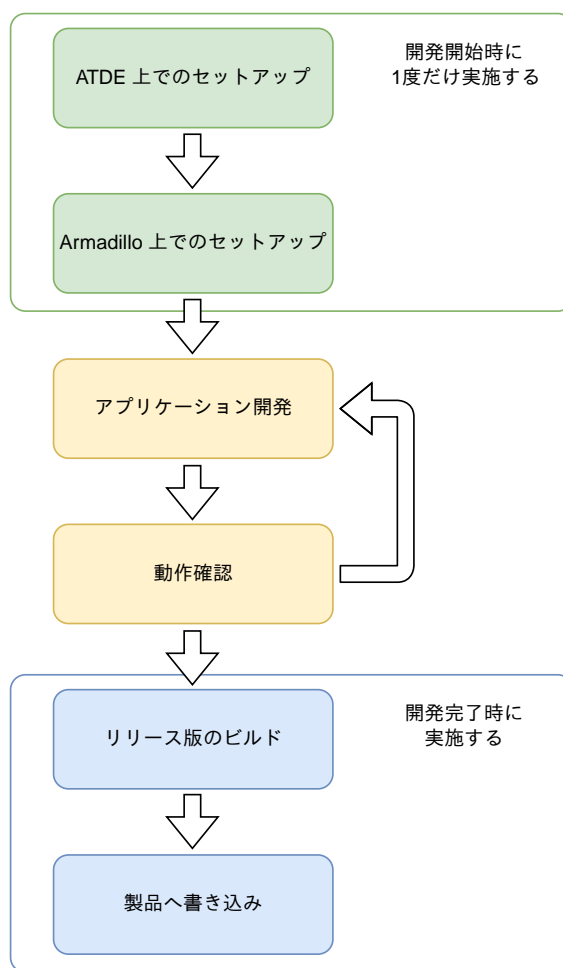 ATDE 上でのセットアップ
開発開始時に
1度だけ実施する
Armadillo 上でのセットアップ
アプリケーション開発
動作確認
リリース版のビルド
開発完了時に
実施する
製品へ書き込み